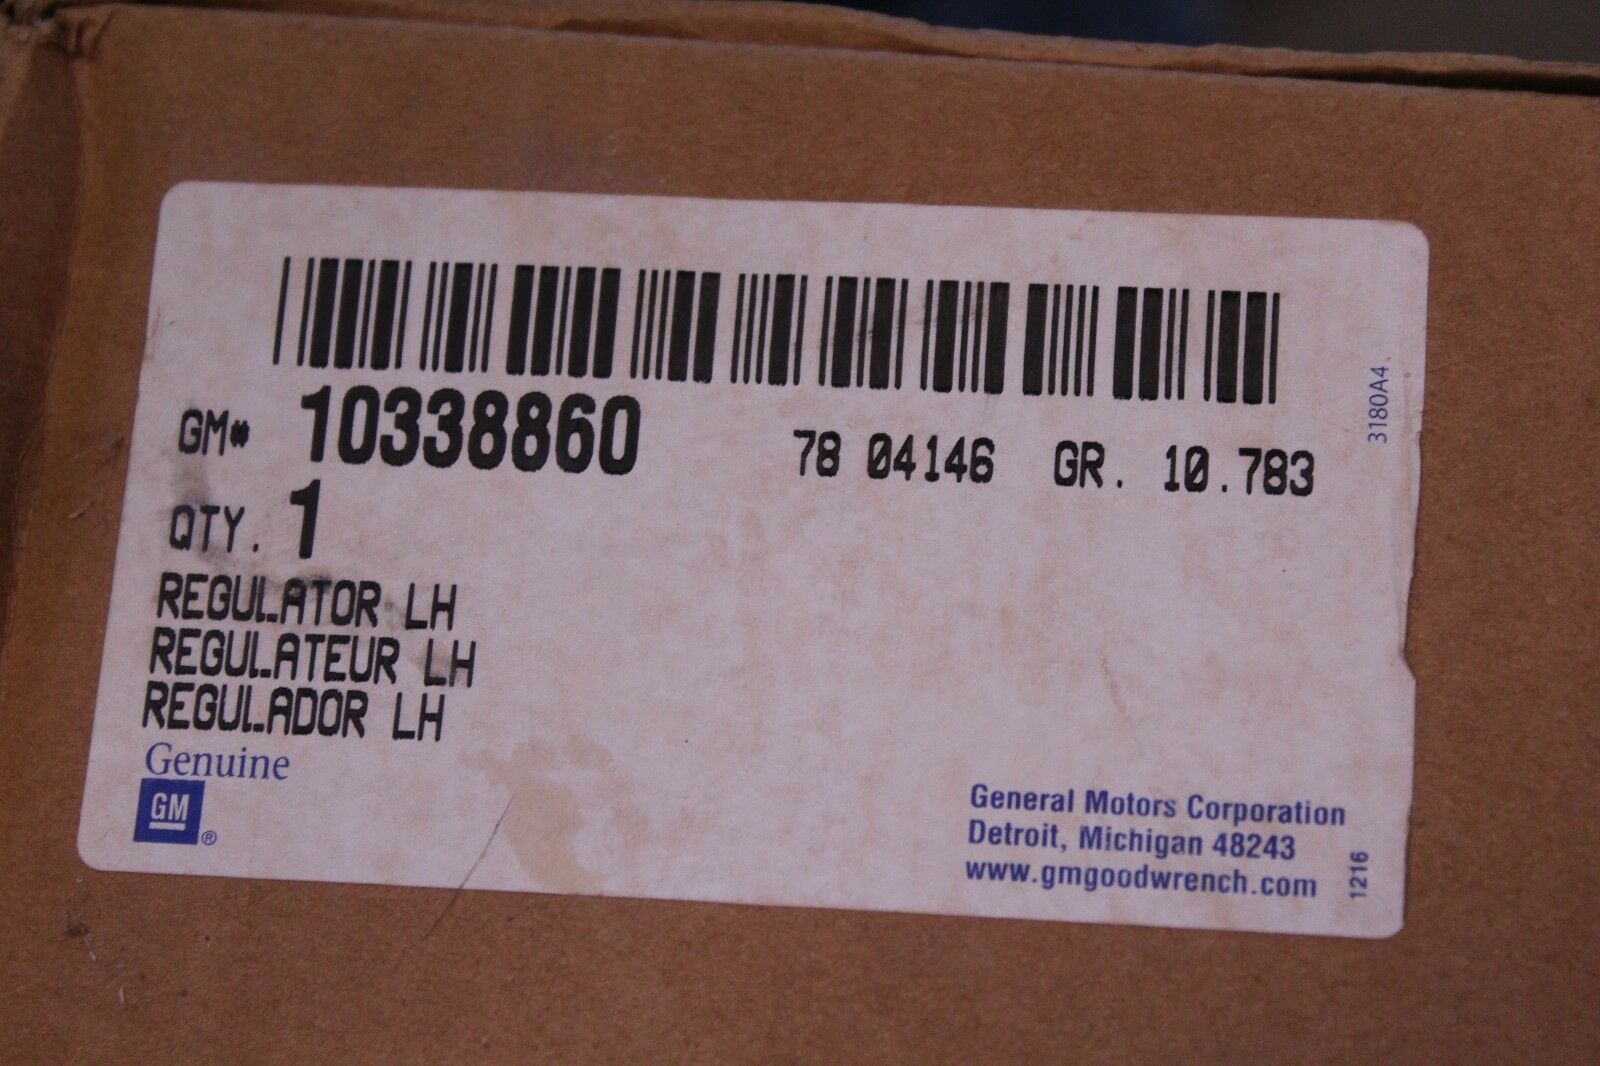 GM# 10338860 78 04146 GR. 10.783
QTY. 1
REGULATOR LH
REGULATEUR LH
REGULADOR LH
Genuine
GM ®
General Motors Corporation
Detroit, Michigan 48243
www.gmgoodwrench.com
3180A4
1216